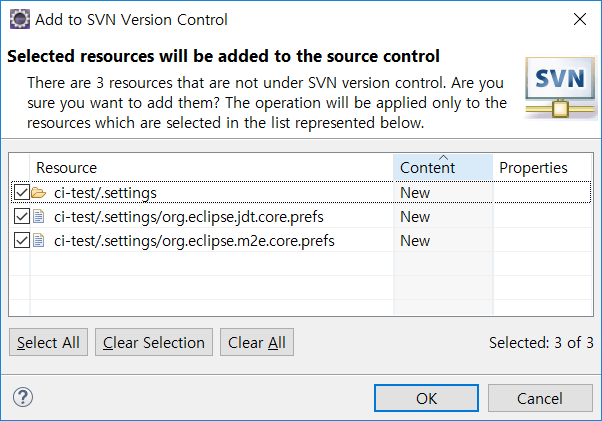 Add to SVN Version Control
Selected resources will be added to the source control
There are 3 resources that are not under SVN version control. Are you
sure you want to add them? The operation will be applied only to the
resources which are selected in the list represented below.
SVN
Resource Content Properties
ci-test/.settings New
ci-test/.settings/org.eclipse.jdt.core.prefs New
ci-test/.settings/org.eclipse.m2e.core.prefs New
Select All Clear Selection Clear All Selected: 3 of 3
? OK Cancel